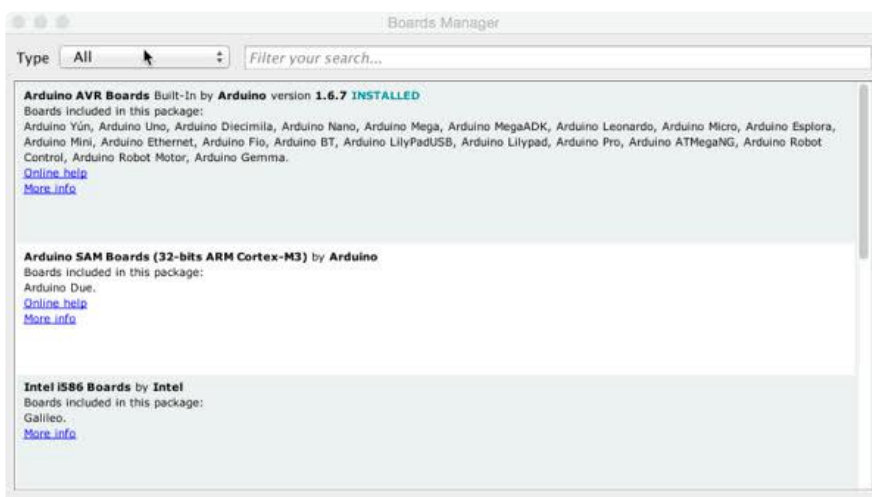 Boards Manager
Type All Filter your search...
Arduino AVR Boards Built-In by Arduino version 1.6.7 INSTALLED
Boards included in this package:
Arduino Yún, Arduino Uno, Arduino Diecimila, Arduino Nano, Arduino Mega, Arduino MegaADK, Arduino Leonardo, Arduino Micro, Arduino Esplora,
Arduino Mini, Arduino Ethernet, Arduino Fio, Arduino BT, Arduino LilyPadUSB, Arduino Lilypad, Arduino Pro, Arduino ATMegaNG, Arduino Robot
Control, Arduino Robot Motor, Arduino Gemma.
Online help
More info
Arduino SAM Boards (32-bits ARM Cortex-M3) by Arduino
Boards included in this package:
Arduino Due.
Online help
More info
Intel i586 Boards by Intel
Boards included in this package:
Galileo.
More info